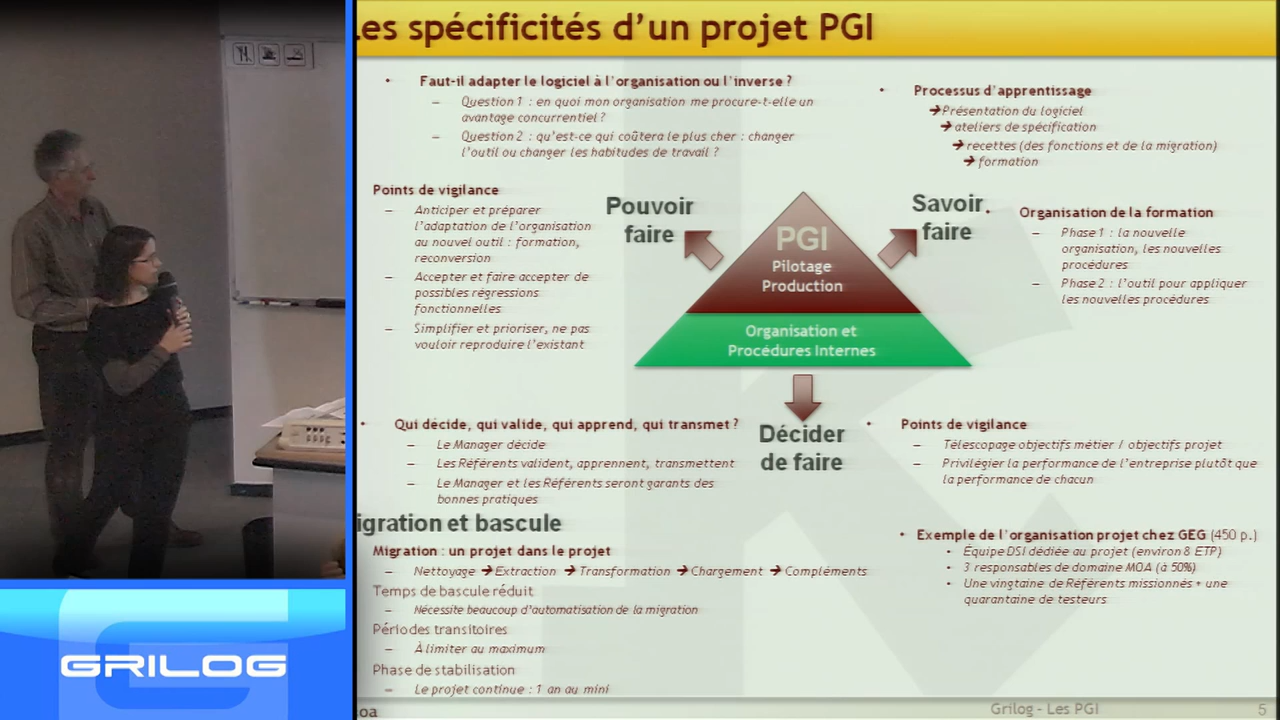 es spécificités d'un projet PGI
• Faut-il adapter le logiciel à l'organisation ou l'inverse ?
– Question 1 : en quoi mon organisation me procure-t-elle un
avantage concurrentiel ?
– Question 2 : qu'est-ce qui coûtera le plus cher : changer
l'outil ou changer les habitudes de travail ?
• Processus d'apprentissage
➔Présentation du logiciel
➔ ateliers de spécification
➔ recettes (des fonctions et de la migration)
➔ formation
Points de vigilance
– Anticiper et préparer
l'adaptation de l'organisation
au nouvel outil : formation,
reconversion
– Accepter et faire accepter de
possibles régressions
fonctionnelles
– Simplifier et prioriser, ne pas
vouloir reproduire l'existant
Pouvoir
faire
PGI
Pilotage
Production
Organisation et
Procédures Internes
Savoir
faire
• Organisation de la formation
– Phase 1 : la nouvelle
organisation, les nouvelles
procédures
– Phase 2 : l'outil pour appliquer
les nouvelles procédures
• Qui décide, qui valide, qui apprend, qui transmet ?
– Le Manager décide
– Les Référents valident, apprennent, transmettent
– Le Manager et les Référents seront garants des
bonnes pratiques
Décider
de faire
• Points de vigilance
– Télescopage objectifs métier / objectifs projet
– Privilégier la performance de l'entreprise plutôt que
la performance de chacun
igration et bascule
Migration : un projet dans le projet
– Nettoyage ➔ Extraction ➔ Transformation ➔ Chargement ➔ Compléments
Temps de bascule réduit
– Nécessite beaucoup d'automatisation de la migration
Périodes transitoires
– À limiter au maximum
Phase de stabilisation
– Le projet continue : 1 an au mini
• Exemple de l'organisation projet chez GEG (450 p.)
• Équipe DSI dédiée au projet (environ 8 ETP)
• 3 responsables de domaine MOA (à 50%)
• Une vingtaine de Référents missionnés + une
quarantaine de testeurs
GRILOG
oa
Grilog - Les PGI
5